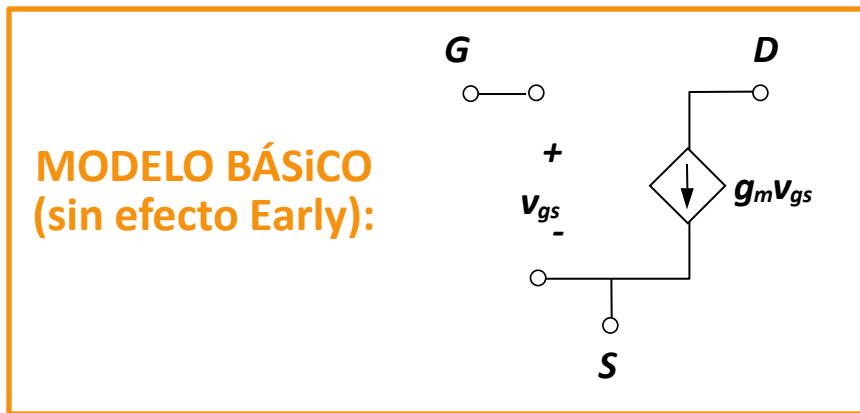 G
D
MODELO BÁSiCO
(sin efecto Early):
+
vgs
-
gmvgs
S